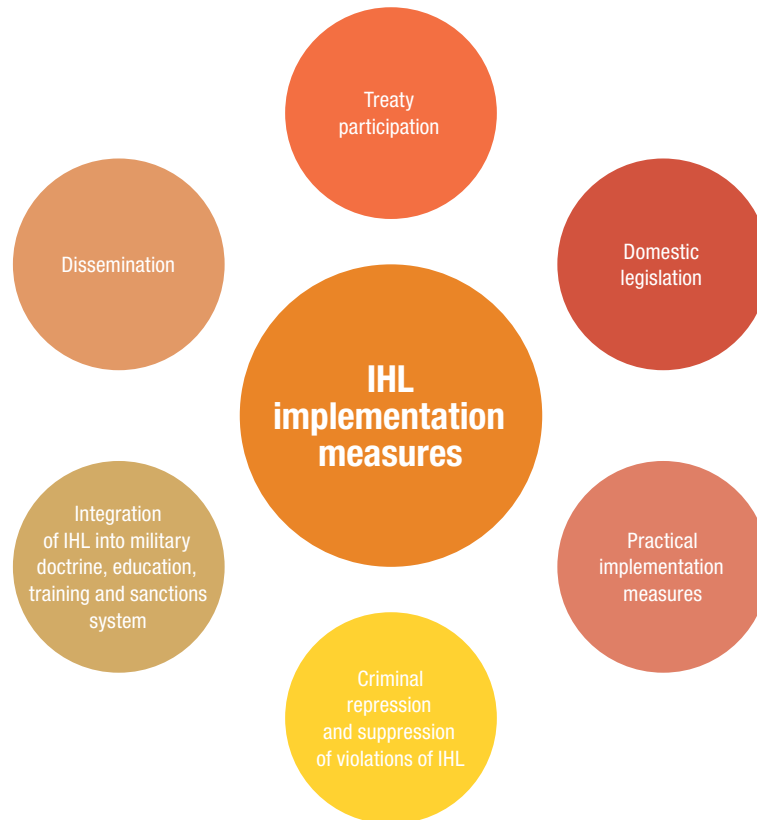 Treaty
participation
Dissemination
Domestic
legislation
IHL
implementation
measures
Integration
of IHL into military
doctrine, education,
training and sanctions
system
Practical
implementation
measures
Criminal
repression
and suppression
of violations of IHL